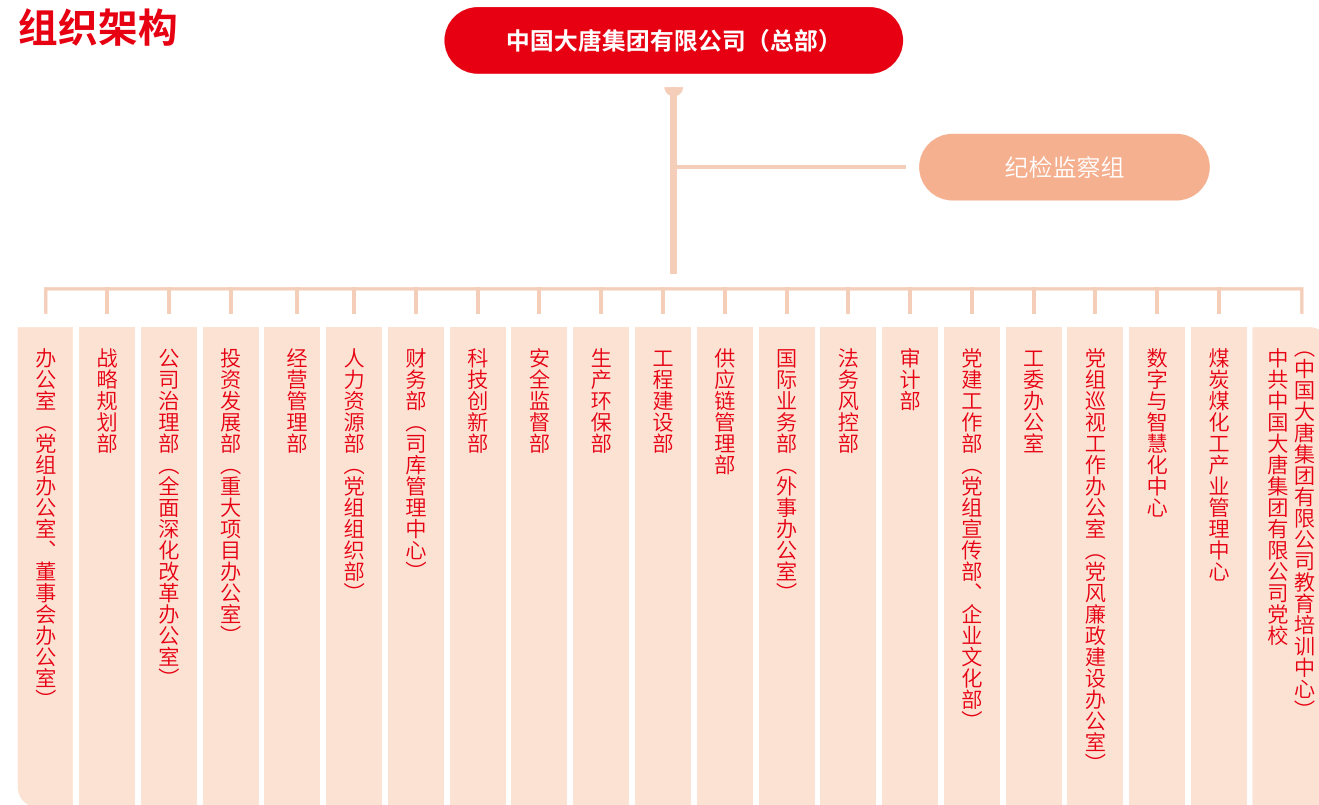 组织架构
中国大唐集团有限公司（总部）
纪检监察组
办公室（党组办公室、董事会办公室）
战略规划部
公司治理部（全面深化改革办公室）
投资发展部（重大项目办公室）
经营管理部
人力资源部（党组组织部）
财务部（司库管理中心）
科技创新部
安全监督部
生产环保部
工程建设部
供应链管理部
国际业务部（外事办公室）
法务风控部
审计部
党建工作部（党组宣传部、企业文化部）
工委办公室
党组巡视工作办公室（党风廉政建设办公室）
数字与智慧化中心
煤炭煤化工产业管理中心
中共中国大唐集团有限公司党校
（中国大唐集团有限公司教育培训中心）